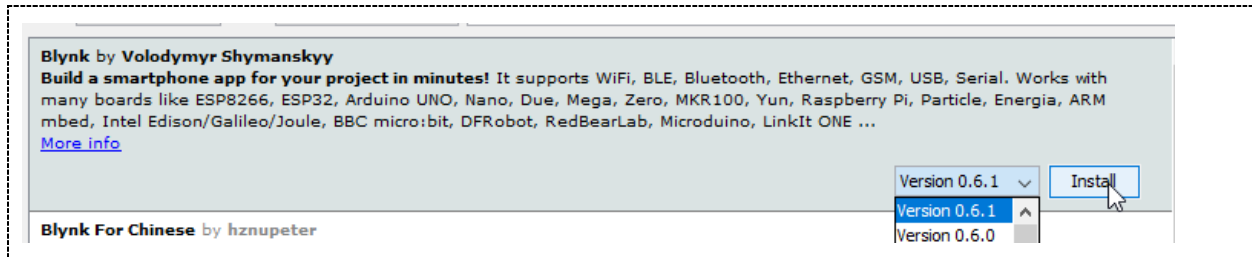 Blynk by Volodymyr Shymanskyy
Build a smartphone app for your project in minutes! It supports WiFi, BLE, Bluetooth, Ethernet, GSM, USB, Serial. Works with
many boards like ESP8266, ESP32, Arduino UNO, Nano, Due, Mega, Zero, MKR100, Yun, Raspberry Pi, Particle, Energia, ARM
mbed, Intel Edison/Galileo/Joule, BBC micro:bit, DFRobot, RedBearLab, Microduino, LinkIt ONE ...
More info
Version 0.6.1 Install
Version 0.6.1
Blynk For Chinese by hznupeter
Version 0.6.0